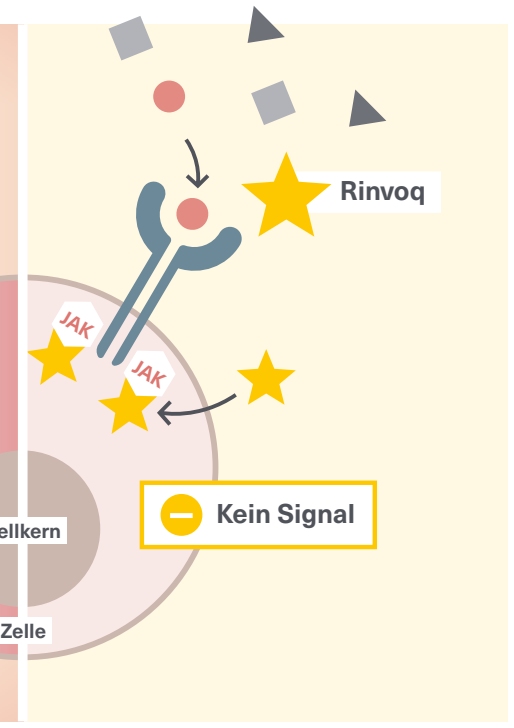 Rinvoq
JAK
JAK
Kein Signal
ellkern
Zelle